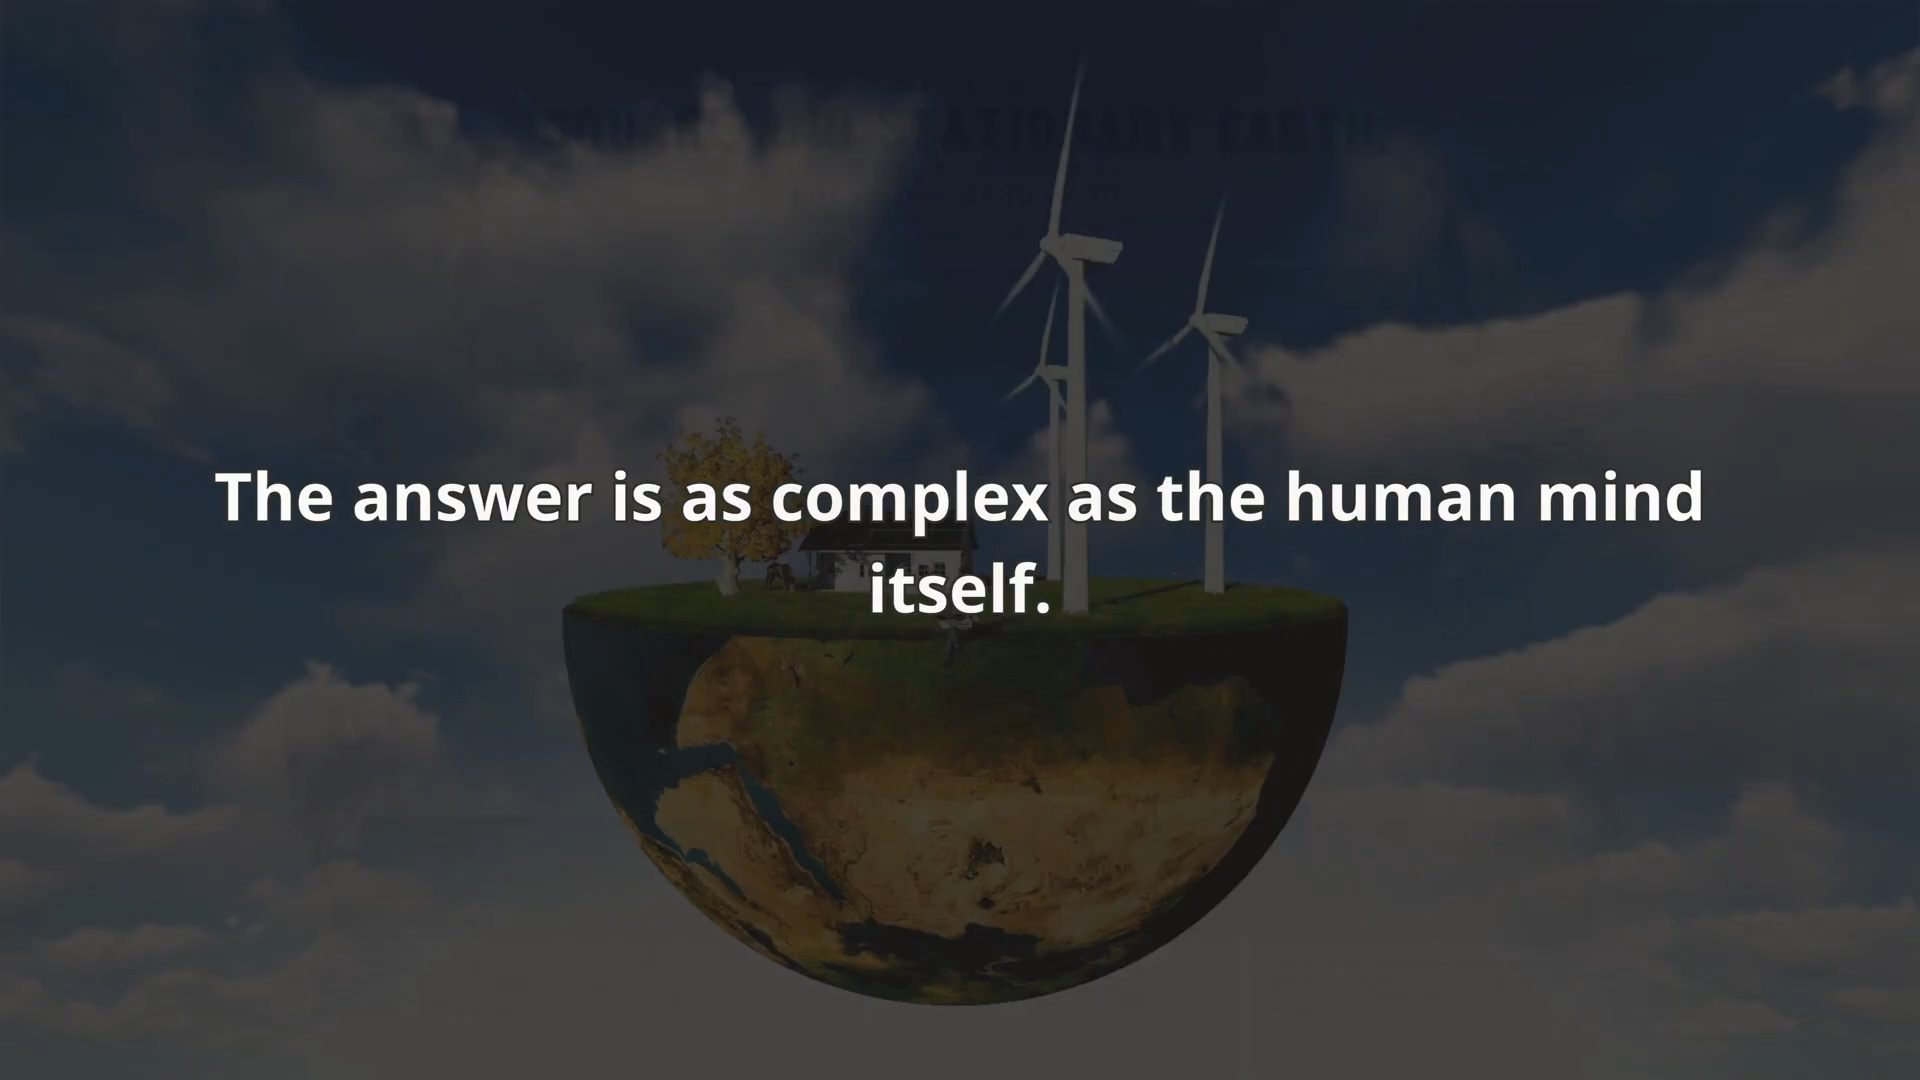 The answer is as complex as the human mind
itself.